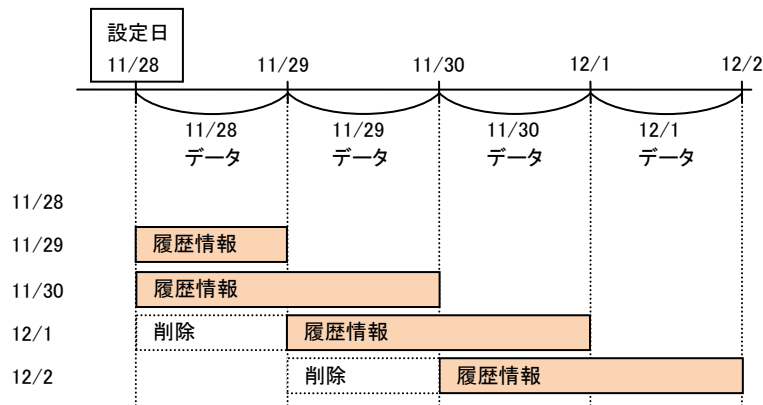 設定日
11/28 11/29 11/30 12/1 12/2
11/28 11/29 11/30 12/1
データ データ データ データ
11/28
11/29 履歴情報
11/30 履歴情報
12/1 削除 履歴情報
12/2 削除 履歴情報